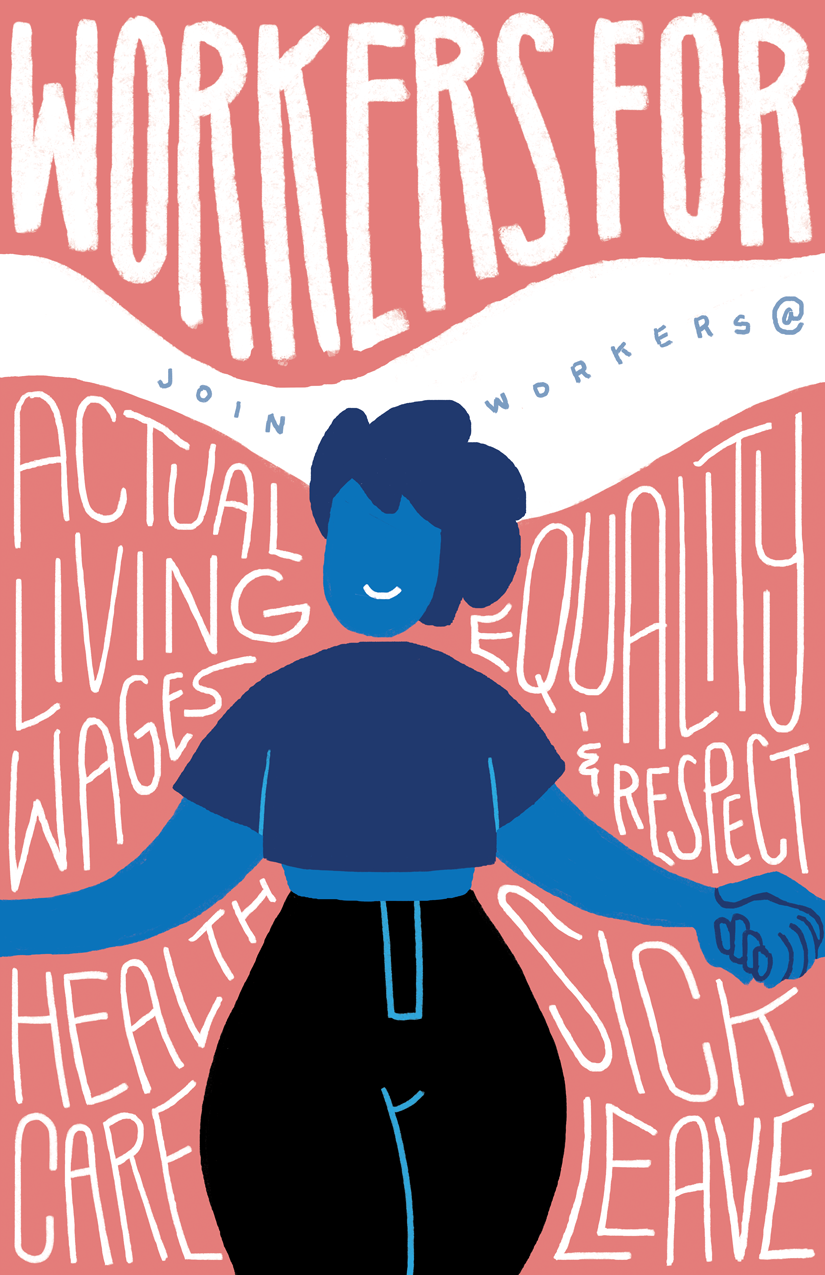 WORKERS FOR
JOIN WORKERS@
ACTUAL
LIVING
WAGES
EQUALITY
& RESPECT
HEALTH
CARE
SICK
LEAVE